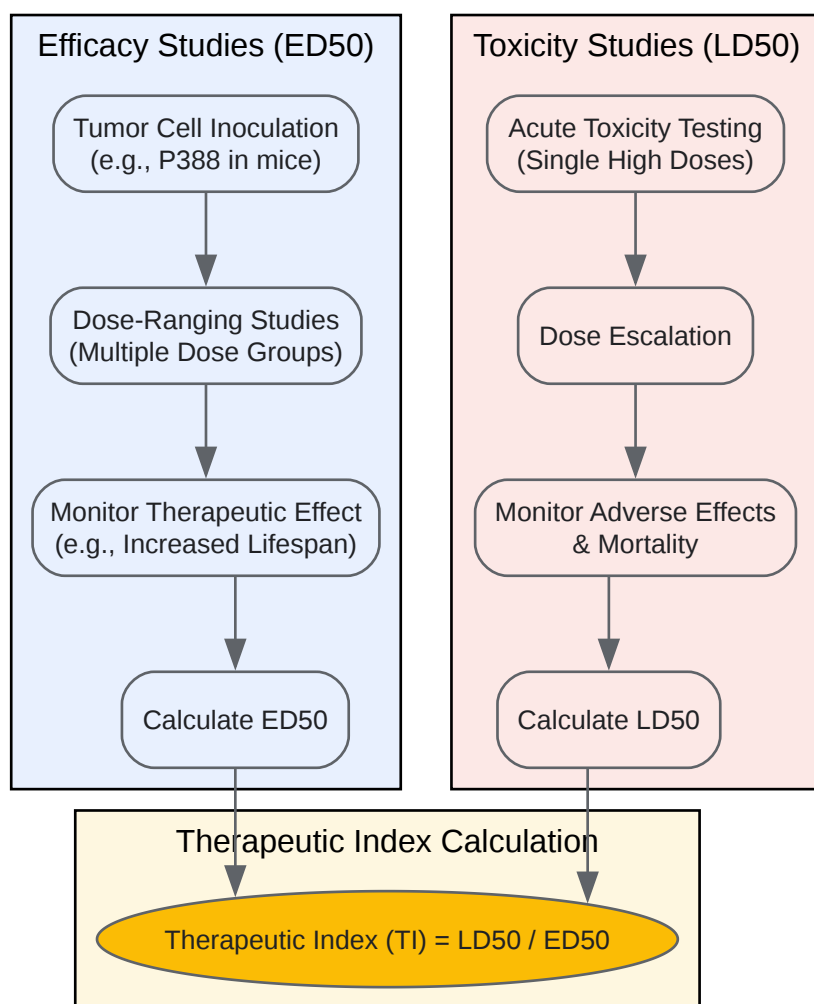 Efficacy Studies (ED50)
Tumor Cell Inoculation
(e.g., P388 in mice)
Dose-Ranging Studies
(Multiple Dose Groups)
Monitor Therapeutic Effect
(e.g., Increased Lifespan)
Calculate ED50
Toxicity Studies (LD50)
Acute Toxicity Testing
(Single High Doses)
Dose Escalation
Monitor Adverse Effects
& Mortality
Calculate LD50
Therapeutic Index Calculation
Therapeutic Index (TI) = LD50 / ED50